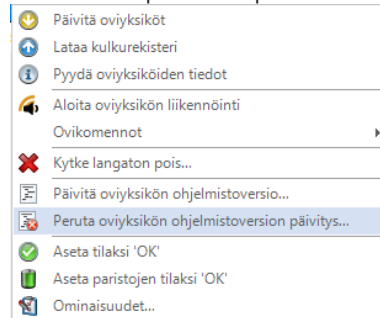 Päivitä oviyksiköt
Lataa kulkurekisteri
Pyydä oviyksiköiden tiedot
Aloita oviyksikön liikennöinti
Ovikomennot
Kytke langaton pois...
Päivitä oviyksikön ohjelmistoversio...
Peruta oviyksikön ohjelmistoversion päivitys...
Aseta tilaksi 'OK'
Aseta paristojen tilaksi 'OK'
Ominaisuudet...